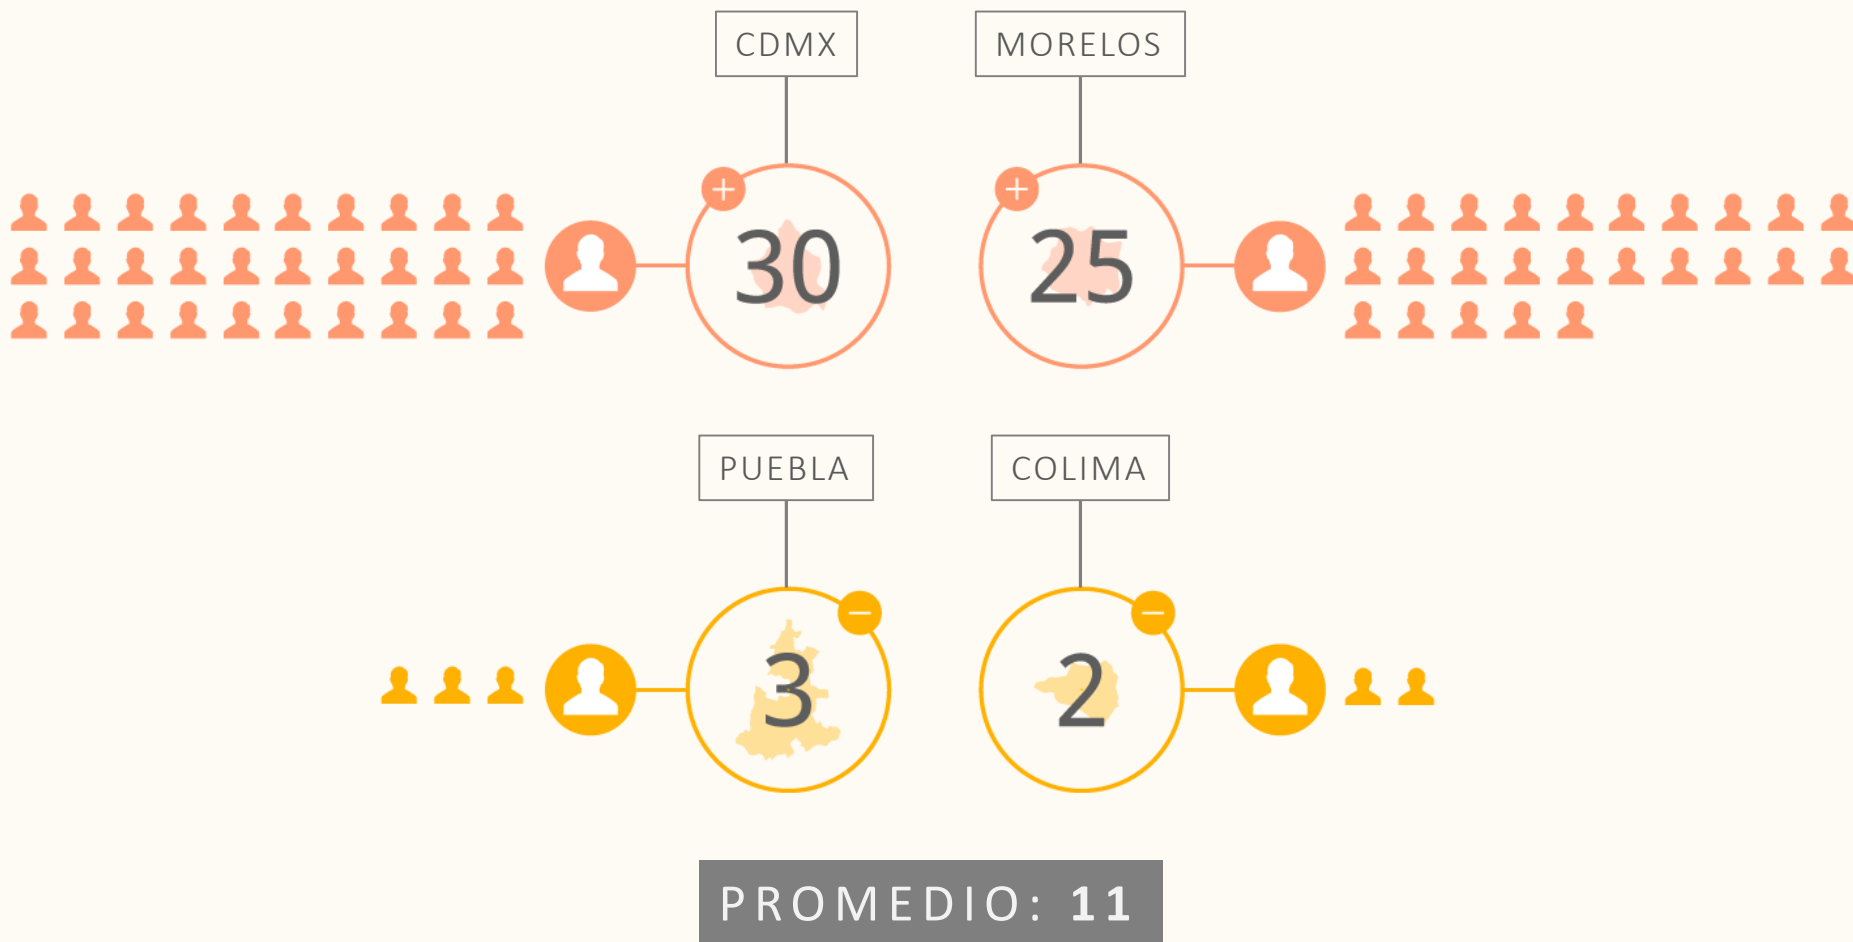 CDMX
MORELOS
30
25
PUEBLA
COLIMA
3
2
PROMEDIO: 11